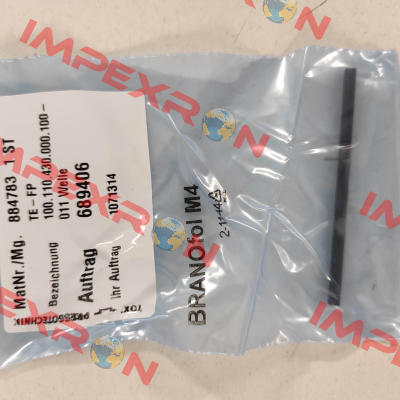 IMPEXRON
MatNr./Mg. 884783 1 ST
TE-FP
Bezeichnung 100.110.430.000.100-
011 Welle
Auftrag 689406
Ihr Auftrag 1071314
TOX
PRESSOTECHNIK
BRANOfol M4
IMPEXRON
IMPEXRON